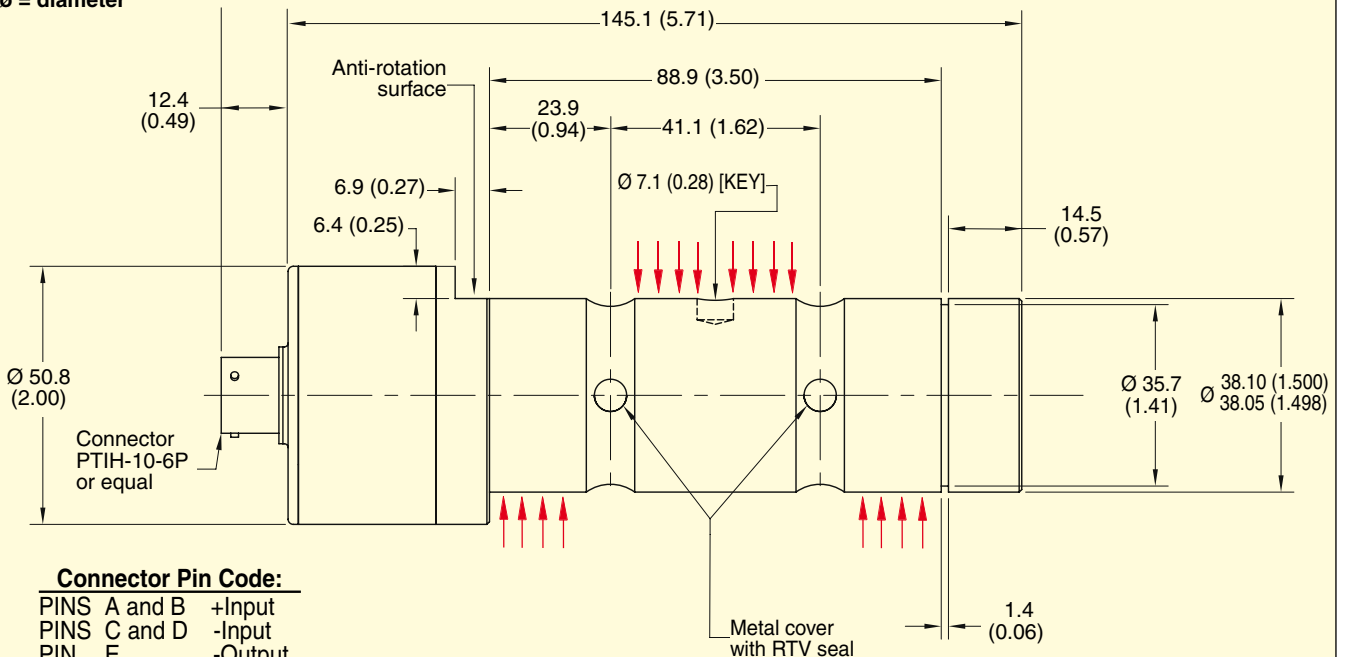 ø = diameter
145.1 (5.71)
Anti-rotation
surface
88.9 (3.50)
12.4
(0.49)
23.9
(0.94)
41.1 (1.62)
6.9 (0.27)
Ø 7.1 (0.28) [KEY]
6.4 (0.25)
14.5
(0.57)
Ø 50.8
(2.00)
Ø 35.7
(1.41)
Ø 38.10 (1.500)
38.05 (1.498)
Connector
PTIH-10-6P
or equal
Connector Pin Code:
PINS A and B +Input
PINS C and D -Input
PIN E -Output
1.4
(0.06)
Metal cover
with RTV seal